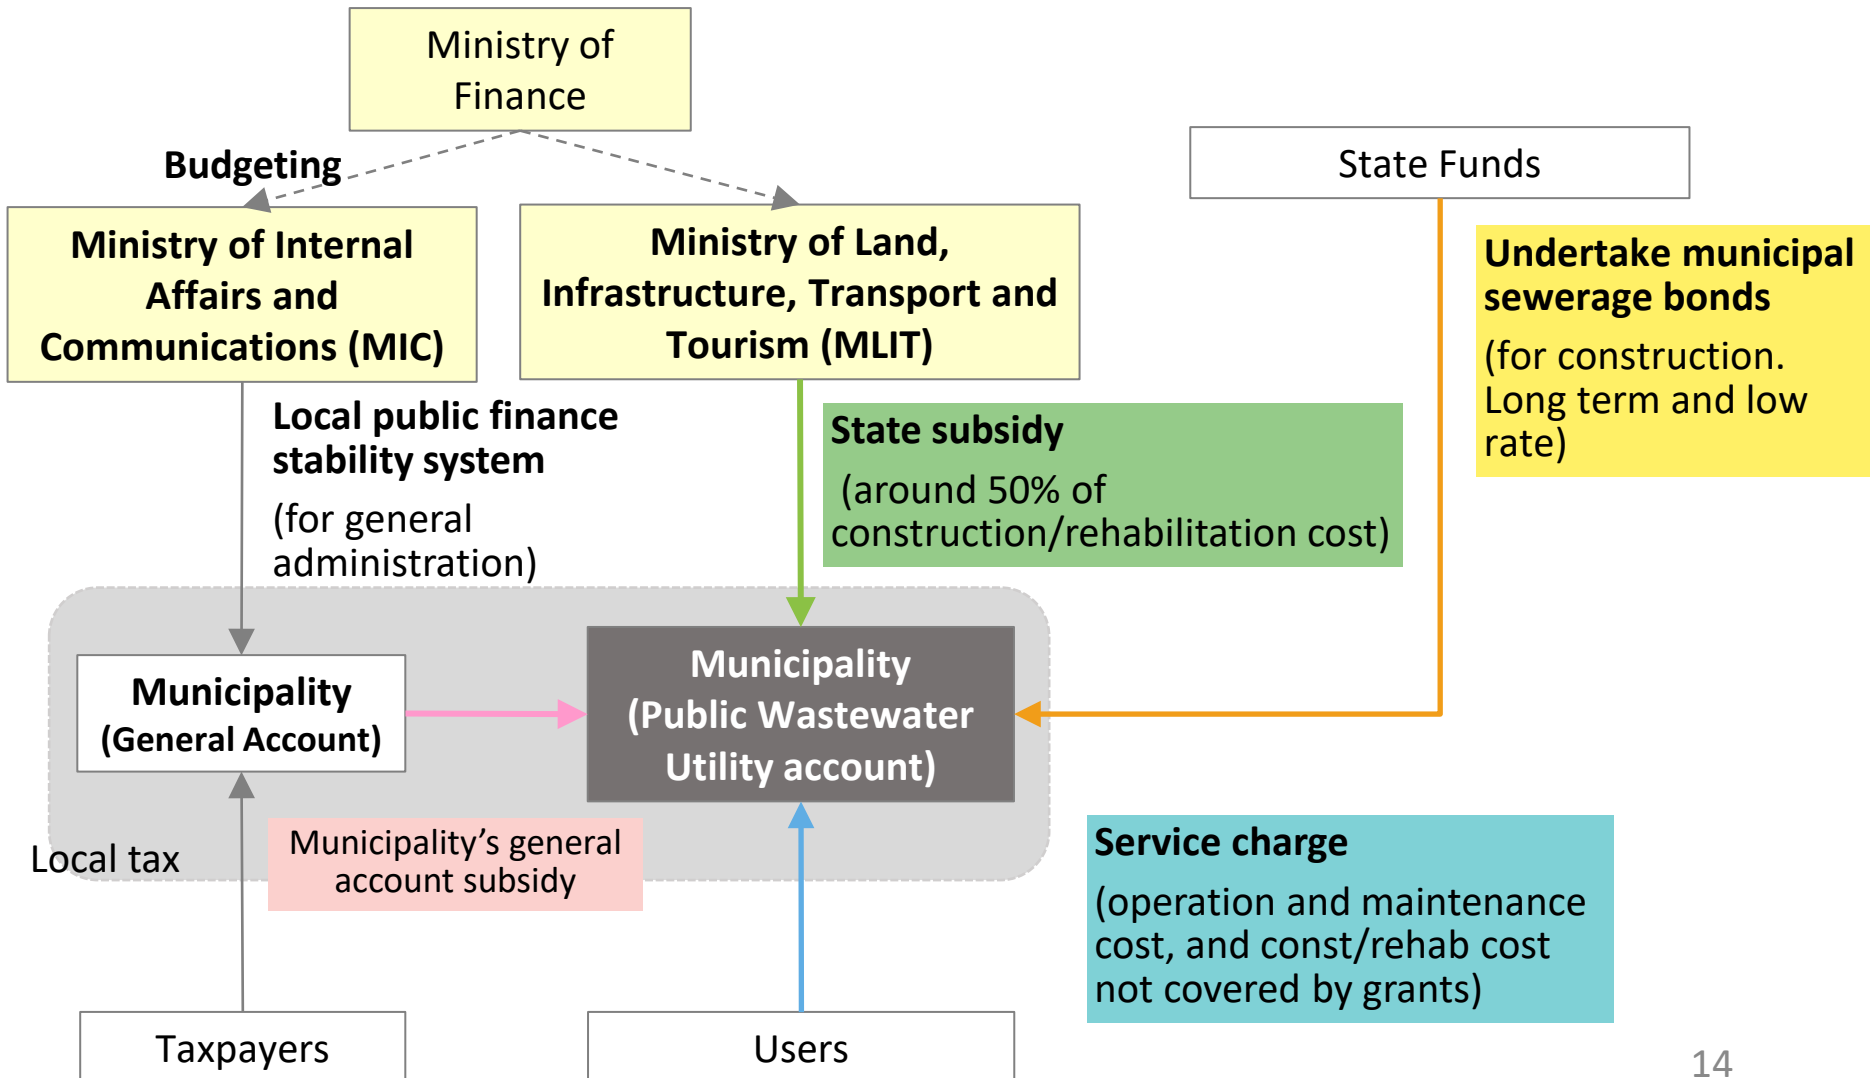 Ministry of
Finance
Budgeting
State Funds
Ministry of Internal
Affairs and
Communications (MIC)
Ministry of Land,
Infrastructure, Transport and
Tourism (MLIT)
Undertake municipal
sewerage bonds
(for construction.
Long term and low
rate)
Local public finance
stability system
(for general
administration)
State subsidy
(around 50% of
construction/rehabilitation cost)
Municipality
(General Account)
Municipality
(Public Wastewater
Utility account)
Local tax
Municipality’s general
account subsidy
Service charge
(operation and maintenance
cost, and const/rehab cost
not covered by grants)
Taxpayers
Users
14